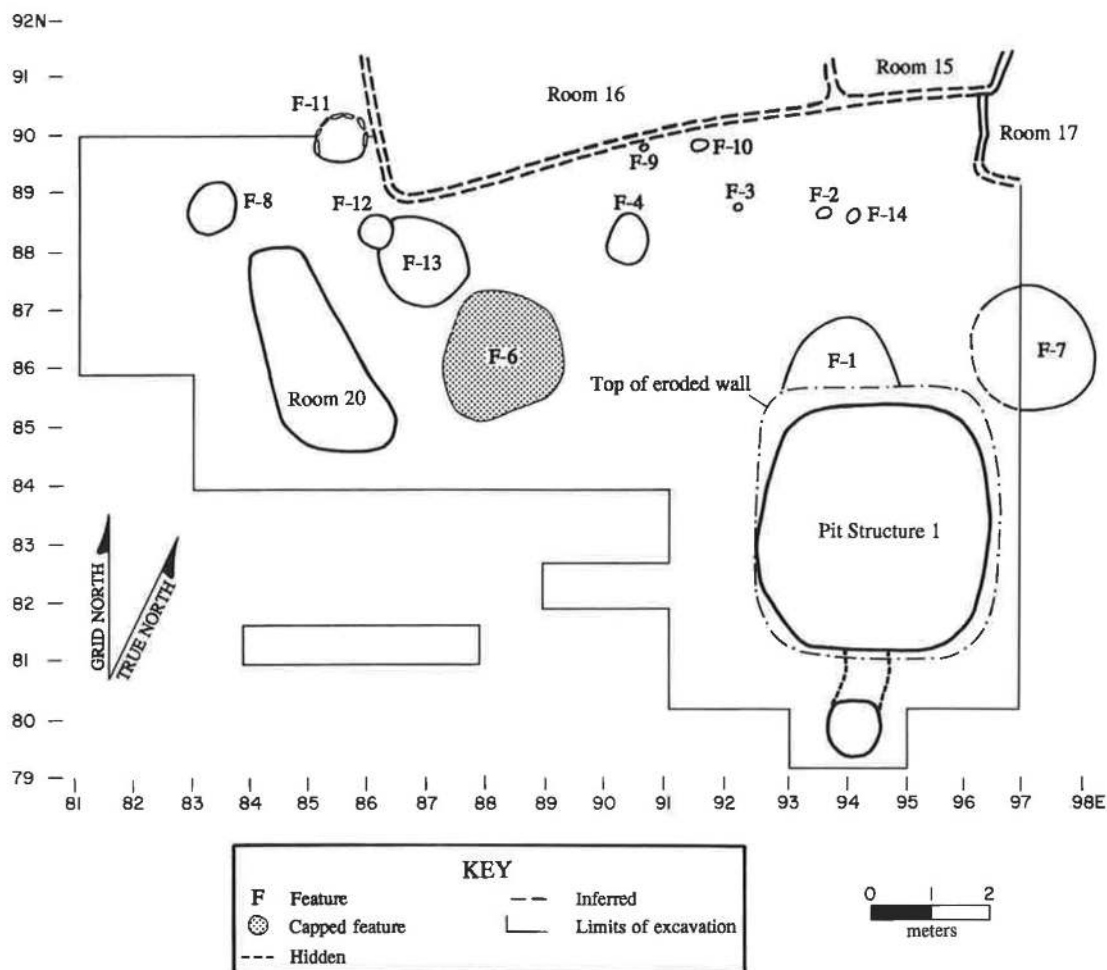 92N
91
Room 15
Room 16
F-11
90
Room 17
F-9
F-10
89
F-8
F-12
F-4
F-3
F-2
F-14
88
F-13
87
F-6
F-1
F-7
86
Top of eroded wall
Room 20
85
84
83
Pit Structure 1
GRID NORTH
TRUE NORTH
82
81
80
79
81 82 83 84 85 86 87 88 89 90 91 92 93 94 95 96 97 98E
KEY
F Feature
Inferred
Capped feature
Limits of excavation
Hidden
0 1 2
meters